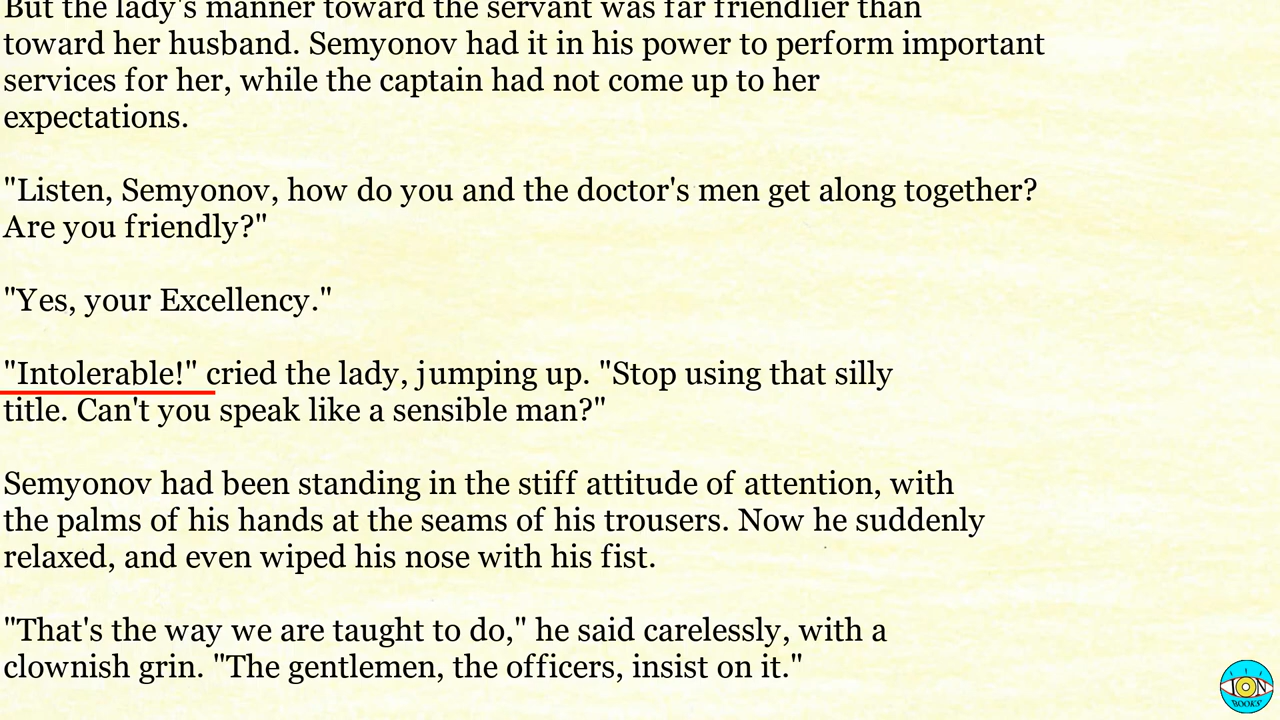 But the lady's manner toward the servant was far friendlier than
toward her husband. Semyonov had it in his power to perform important
services for her, while the captain had not come up to her
expectations.
"Listen, Semyonov, how do you and the doctor's men get along together?
Are you friendly?"
"Yes, your Excellency."
"Intolerable!" cried the lady, jumping up. "Stop using that silly
title. Can't you speak like a sensible man?"
Semyonov had been standing in the stiff attitude of attention, with
the palms of his hands at the seams of his trousers. Now he suddenly
relaxed, and even wiped his nose with his fist.
"That's the way we are taught to do," he said carelessly, with a
clownish grin. "The gentlemen, the officers, insist on it."
ION
BOOKS